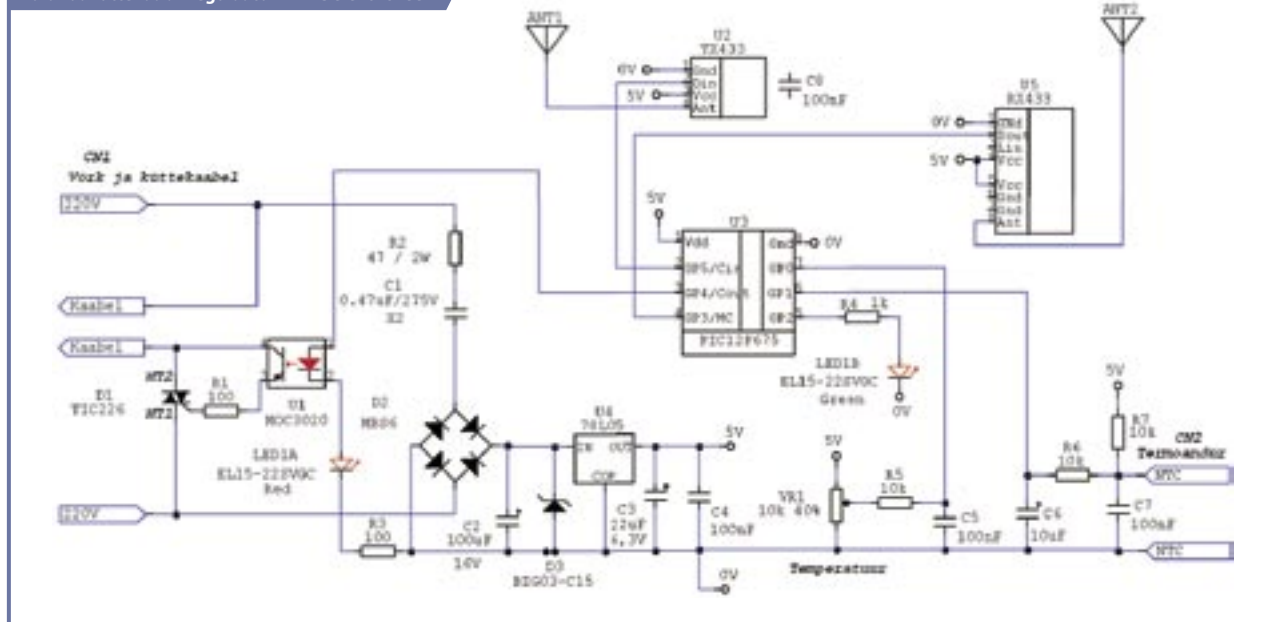 ANT1
ANT2
U2
TX433
0V
Gnd
Din
5V
Vcc
Ant
C8
100nF
U5
RX433
0V
GNd
Dout
Lin
5V
Vcc
Vcc
Gnd
Gnd
Ant
CN1
Vork ja kuttekaabel
220V
R2
47 / 2W
C1
0.47uF/275V
X2
5V
U3
Vdd
Gnd
0V
GP5/Cin
GP0
GP4/Cout
GP1
GP3/MC
GP2
PIC12F675
R4 1k
LED1B
EL15-22SVGC
Green
0V
Kaabel
Kaabel
MT2
MT1
D1
TIC226
R1
100
U1
MOC3020
D2
MB86
LED1A
EL15-22SVGC
Red
U4
78L05
IN
OUT
COM
5V
5V
R7
10k
CN2
Termoandur
R6
10k
NTC
VR1
10k 40%
R5
10k
220V
R3
100
C2
100uF
16V
D3
BZG03-C15
C3
22uF
6,3V
C4
100nF
5V
0V
C5
100nF
C6
10uF
C7
100nF
NTC
Temperatuur